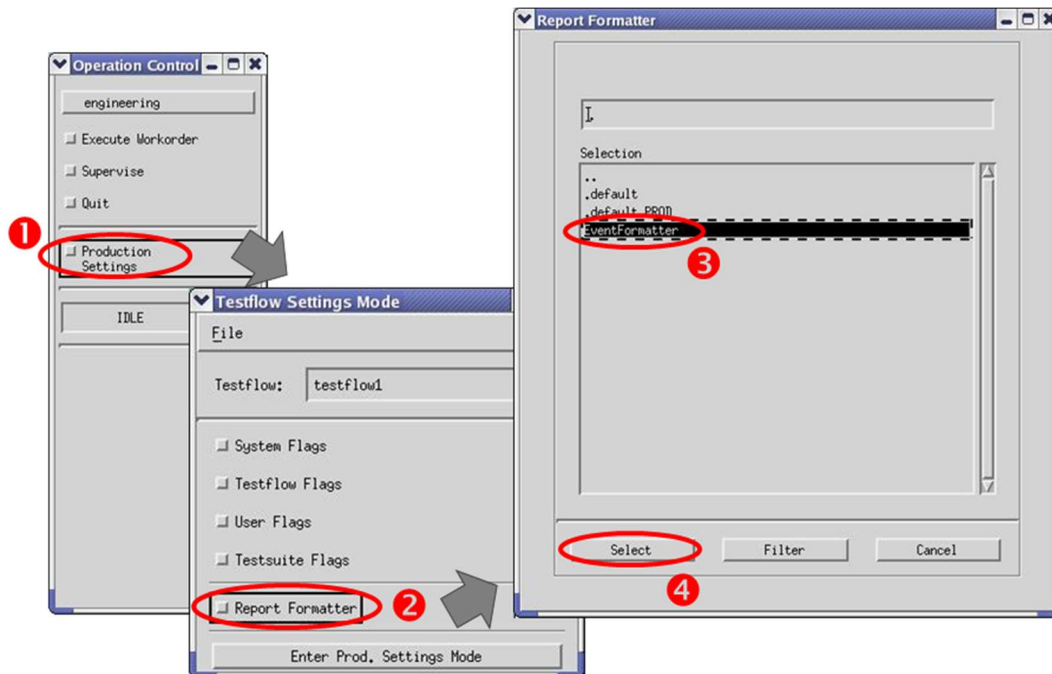 Operation Control
engineering
Execute Workorder
Supervise
Quit
1
Production
Settings
IDLE
Testflow Settings Mode
File
Testflow:
testflow1
System Flags
Testflow Flags
User Flags
Testsuite Flags
Report Formatter
2
Enter Prod. Settings Mode
Report Formatter
Selection
..
.default
.default_PROD
EventFormatter
3
Select
Filter
Cancel
4